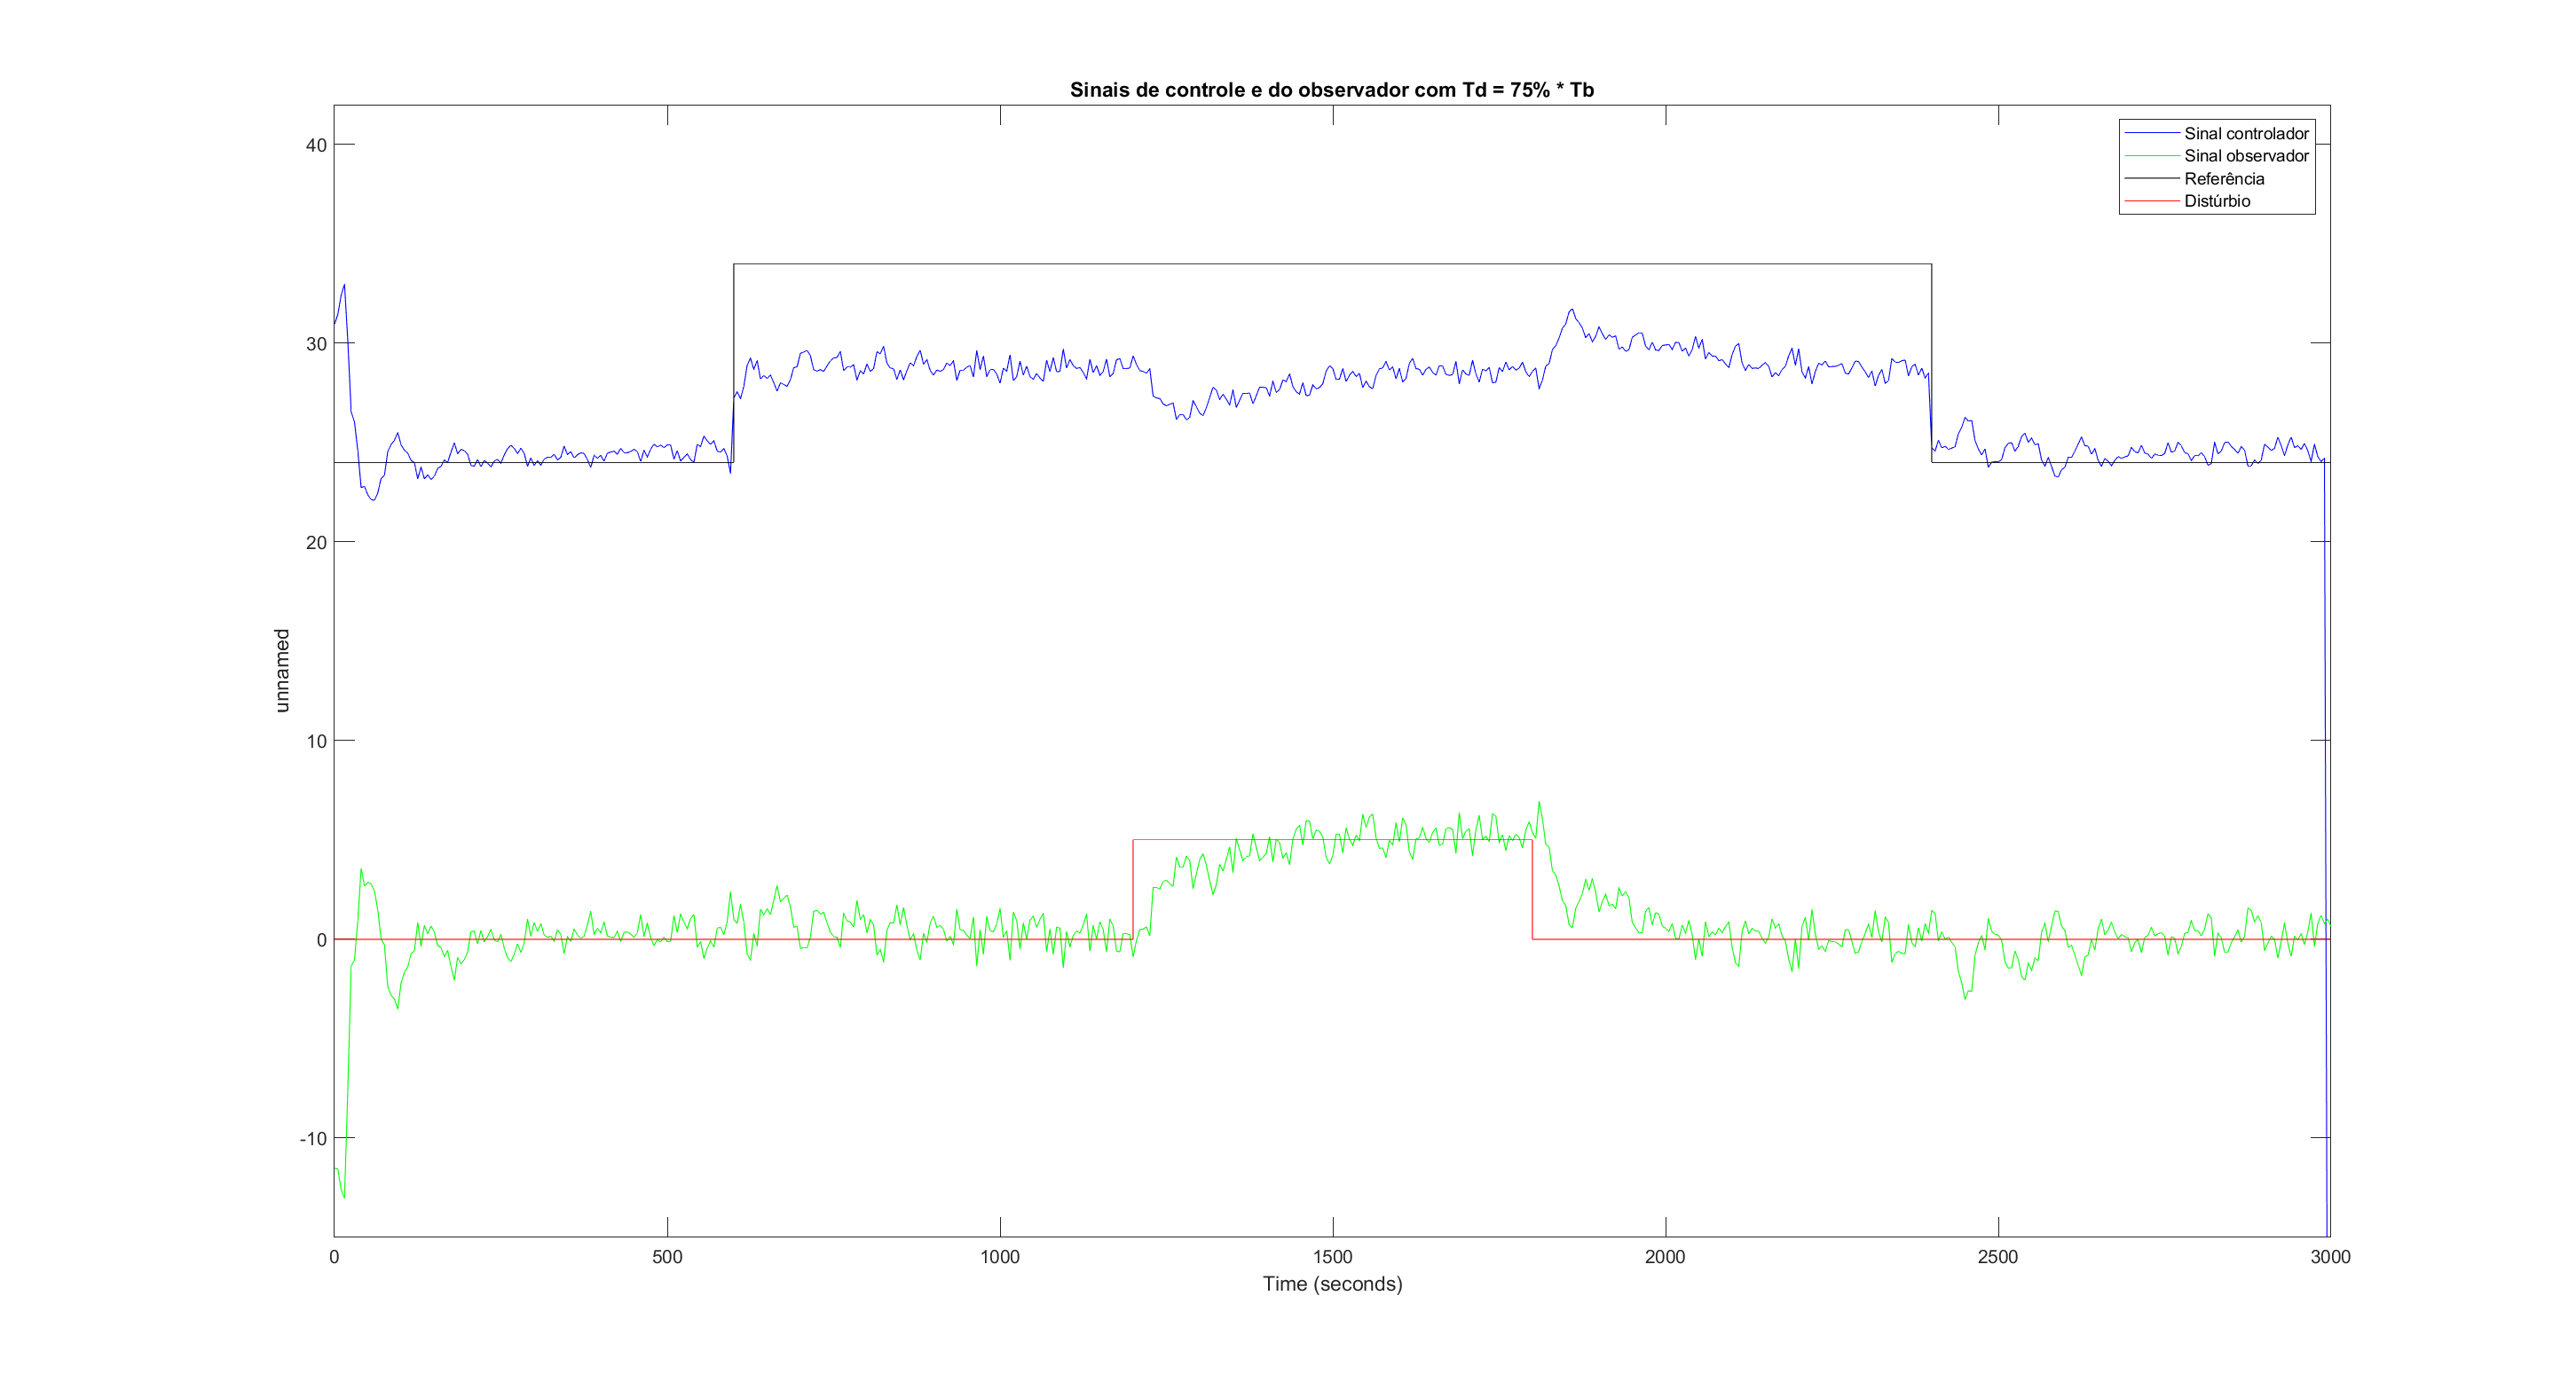 Sinais de controle e do observador com Td = 75% * Tb
Sinal controlador
Sinal observador
Referência
Distúrbio
40
30
20
10
0
-10
unnamed
0 500 1000 1500 2000 2500 3000
Time (seconds)